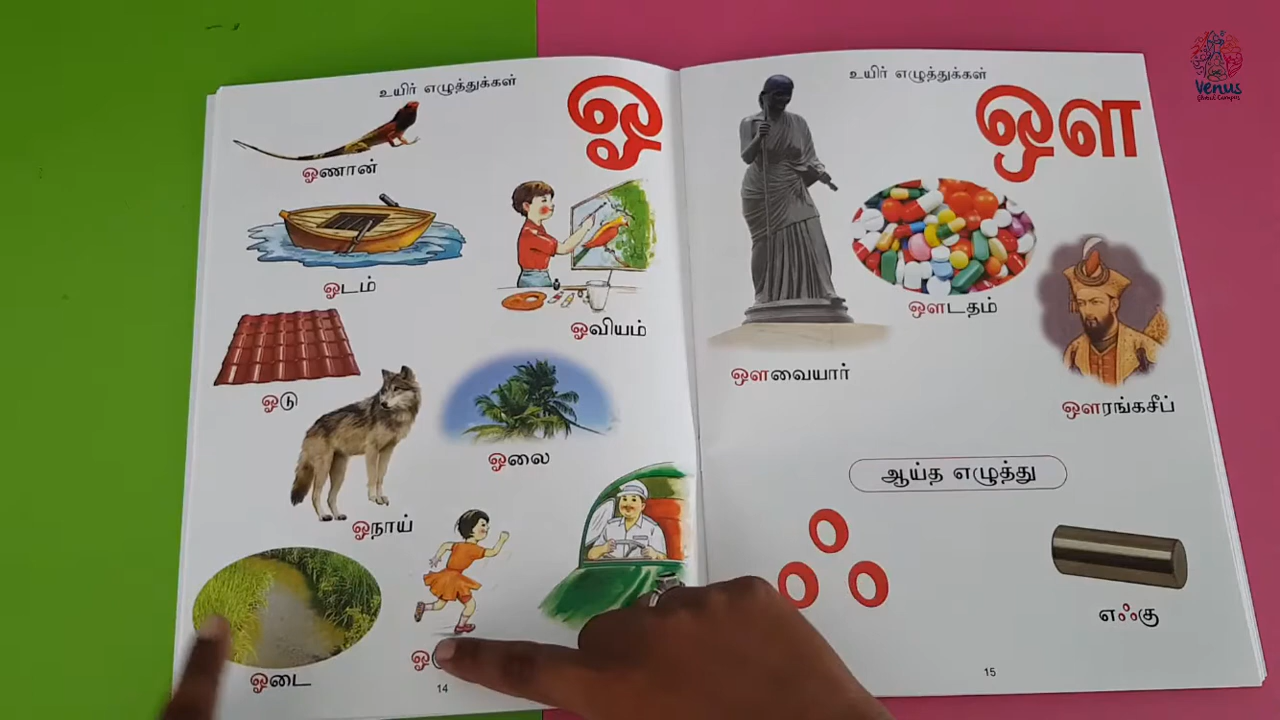 உயிர் எழுத்துக்கள்
ஓ
ஓணான்
ஓடம்
ஓவியம்
ஓடு
ஓலை
ஓநாய்
ஓடை
14
உயிர் எழுத்துக்கள்
ஔ
ஔடதம்
ஔவையார்
ஔரங்கசீப்
ஆய்த எழுத்து
ஃ
எஃகு
15
Venus